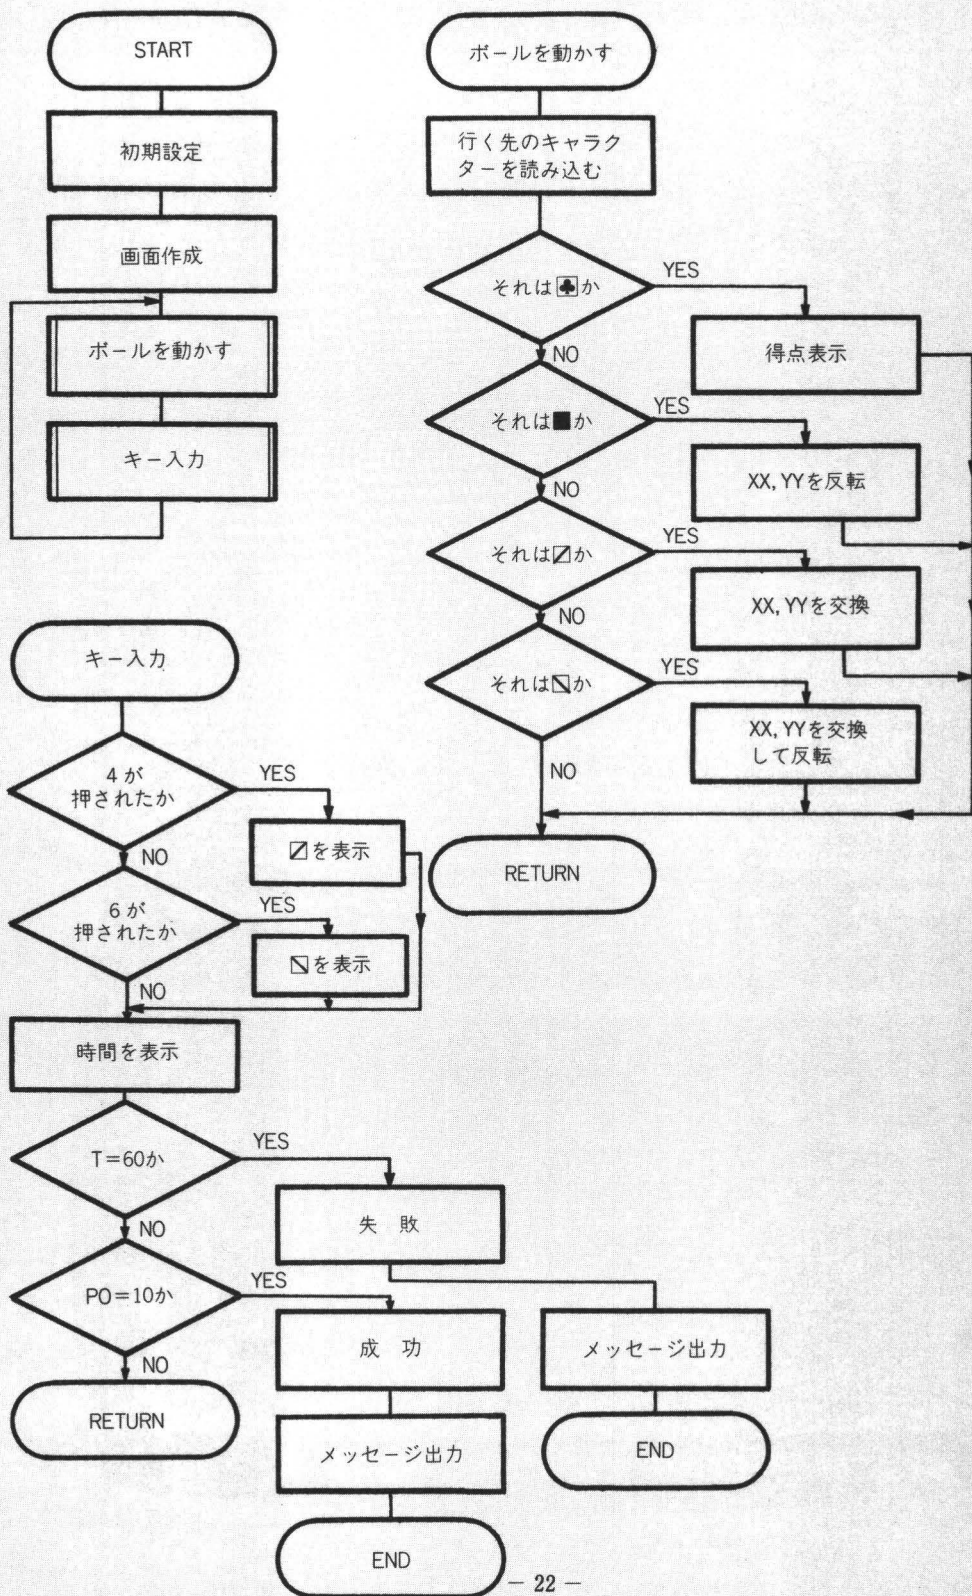 START
初期設定
画面作成
ボールを動かす
キー入力
ボールを動かす
行く先のキャラク
ターを読み込む
それは♣か
YES
得点表示
NO
それは■か
YES
XX, YYを反転
NO
それは〼か
YES
XX, YYを交換
NO
それは⍂か
YES
XX, YYを交換
して反転
NO
RETURN
キー入力
4が
押されたか
YES
〼を表示
NO
6が
押されたか
YES
⍂を表示
NO
時間を表示
T=60か
YES
失 敗
メッセージ出力
END
NO
PO=10か
YES
成 功
メッセージ出力
END
NO
RETURN
— 22 —